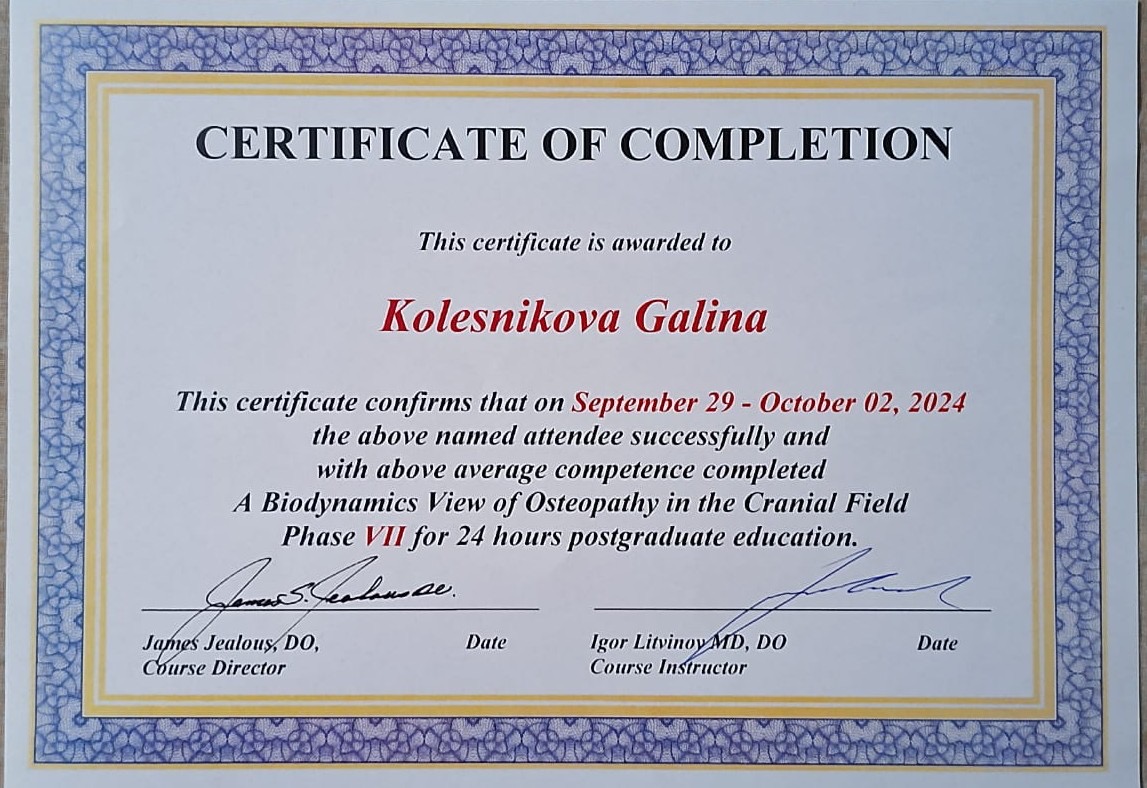 CERTIFICATE OF COMPLETION
This certificate is awarded to
Kolesnikova Galina
This certificate confirms that on September 29 - October 02, 2024
the above named attendee successfully and
with above average competence completed
A Biodynamics View of Osteopathy in the Cranial Field
Phase VII for 24 hours postgraduate education.
James S. Jealous DO.
James Jealous, DO, Date
Course Director
Igor Litvinov MD, DO Date
Course Instructor